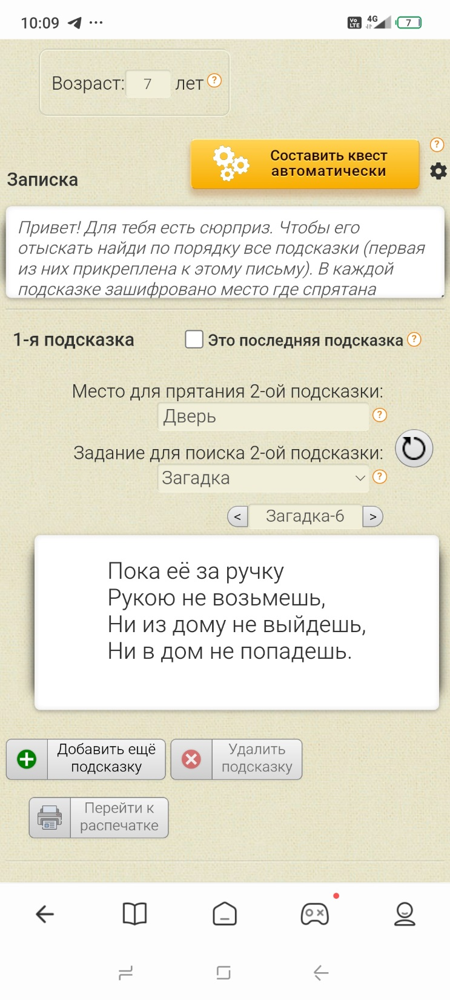 10:09 ...
Vo LTE 4G 7
Возраст: 7 лет ?
Составить квест
автоматически
?
Записка
Привет! Для тебя есть сюрприз. Чтобы его
отыскать найди по порядку все подсказки (первая
из них прикреплена к этому письму). В каждой
подсказке зашифровано место где спрятана
1-я подсказка Это последняя подсказка ?
Место для прятания 2-ой подсказки:
Дверь ?
Задание для поиска 2-ой подсказки:
Загадка ?
< Загадка-6 >
Пока её за ручку
Рукою не возьмешь,
Ни из дому не выйдешь,
Ни в дом не попадешь.
Добавить ещё
подсказку
Удалить
подсказку
Перейти к
распечатке